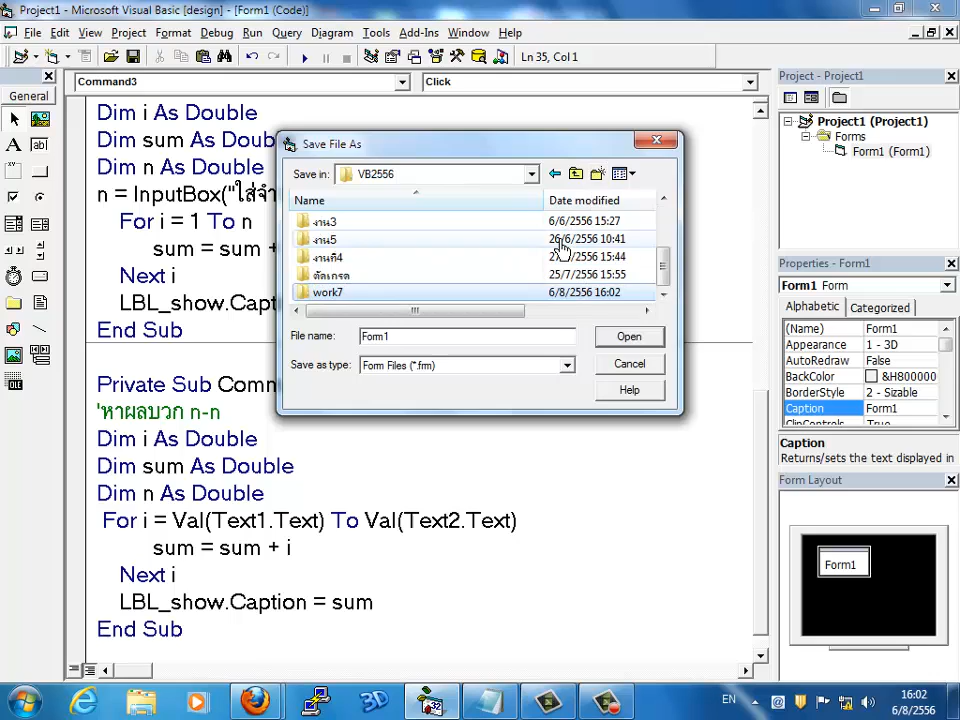 Project1 - Microsoft Visual Basic [design] - [Form1 (Code)]
File Edit View Project Format Debug Run Query Diagram Tools Add-Ins Window Help
Ln 35, Col 1
General
Command3
Click
Dim i As Double
Dim sum As Doub
Dim n As Double
n = InputBox("ใส่จำ
For i = 1 To n
sum = sum +
Next i
LBL_show.Capti
End Sub
Private Sub Comm
'หาผลบวก n-n
Dim i As Double
Dim sum As Double
Dim n As Double
For i = Val(Text1.Text) To Val(Text2.Text)
sum = sum + i
Next i
LBL_show.Caption = sum
End Sub
Save File As
Save in: VB2556
Name Date modified
งาน3 6/6/2556 15:27
งาน5 26/6/2556 10:41
งานที่4 15:44
ตัดเกรด 25/7/2556 15:55
work7 6/8/2556 16:02
File name: Form1 Open
Save as type: Form Files (*.frm) Cancel
Help
Project - Project1
Project1 (Project1)
Forms
Form1 (Form1)
Properties - Form1
Form1 Form
Alphabetic Categorized
(Name) Form1
Appearance 1 - 3D
AutoRedraw False
BackColor &H800000
BorderStyle 2 - Sizable
Caption Form1
ClipControls True
Caption
Returns/sets the text displayed in
Form Layout
Form1
EN
16:02
6/8/2556